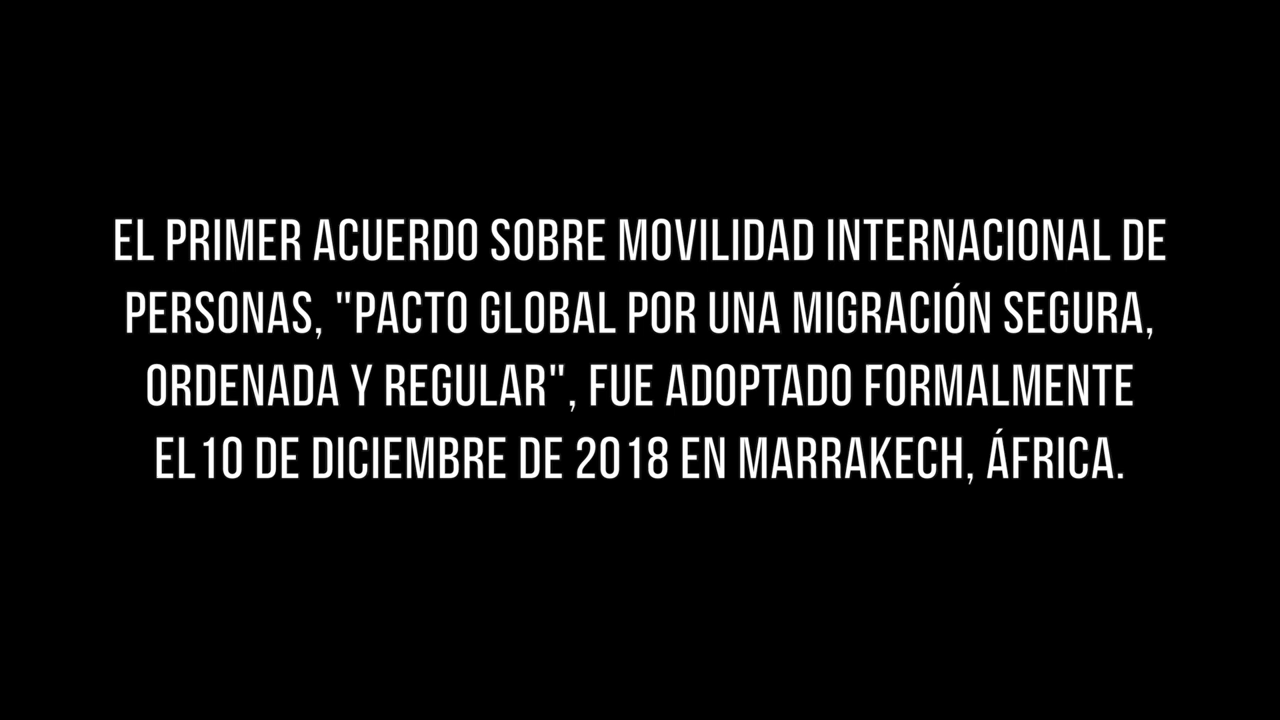 EL PRIMER ACUERDO SOBRE MOVILIDAD INTERNACIONAL DE
PERSONAS, "PACTO GLOBAL POR UNA MIGRACIÓN SEGURA,
ORDENADA Y REGULAR", FUE ADOPTADO FORMALMENTE
EL10 DE DICIEMBRE DE 2018 EN MARRAKECH, ÁFRICA.